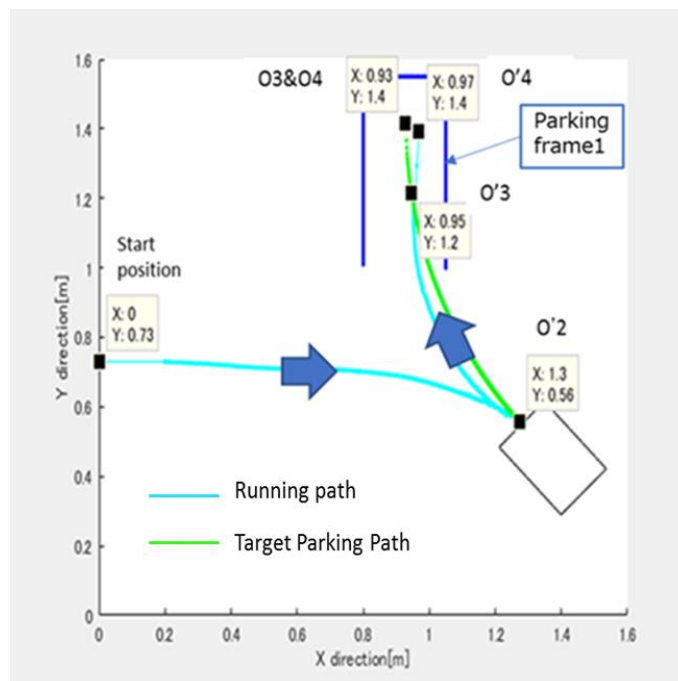 1.6
O3&O4
X: 0.93
Y: 1.4
X: 0.97
Y: 1.4
O'4
1.4
Parking
frame1
1.2
O'3
X: 0.95
Y: 1.2
Start
position
1
X: 0
Y: 0.73
0.8
O'2
X: 1.3
Y: 0.56
0.6
Y direction[m]
0.4
Running path
Target Parking Path
0.2
0
0
0.2
0.4
0.6
0.8
1
1.2
1.4
1.6
X direction[m]